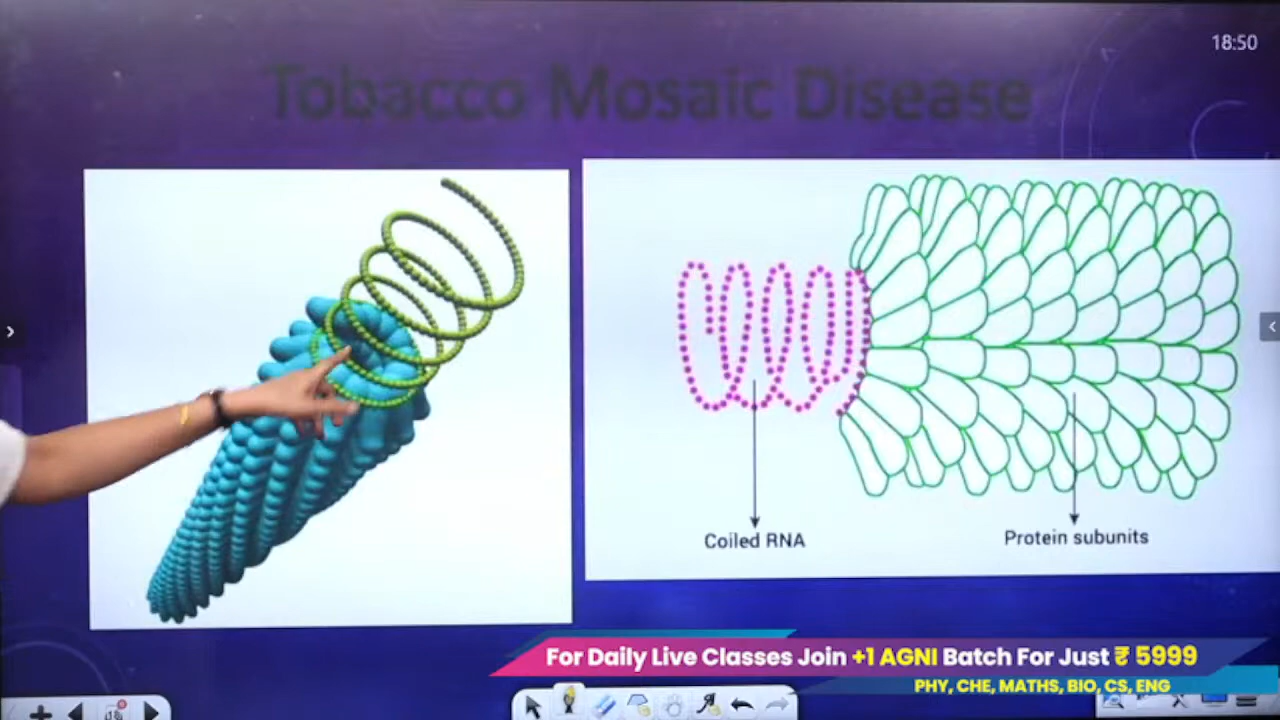 18:50
Tobacco Mosaic Disease
Coiled RNA
Protein subunits
For Daily Live Classes Join +1 AGNI Batch For Just ₹ 5999
PHY, CHE, MATHS, BIO, CS, ENG